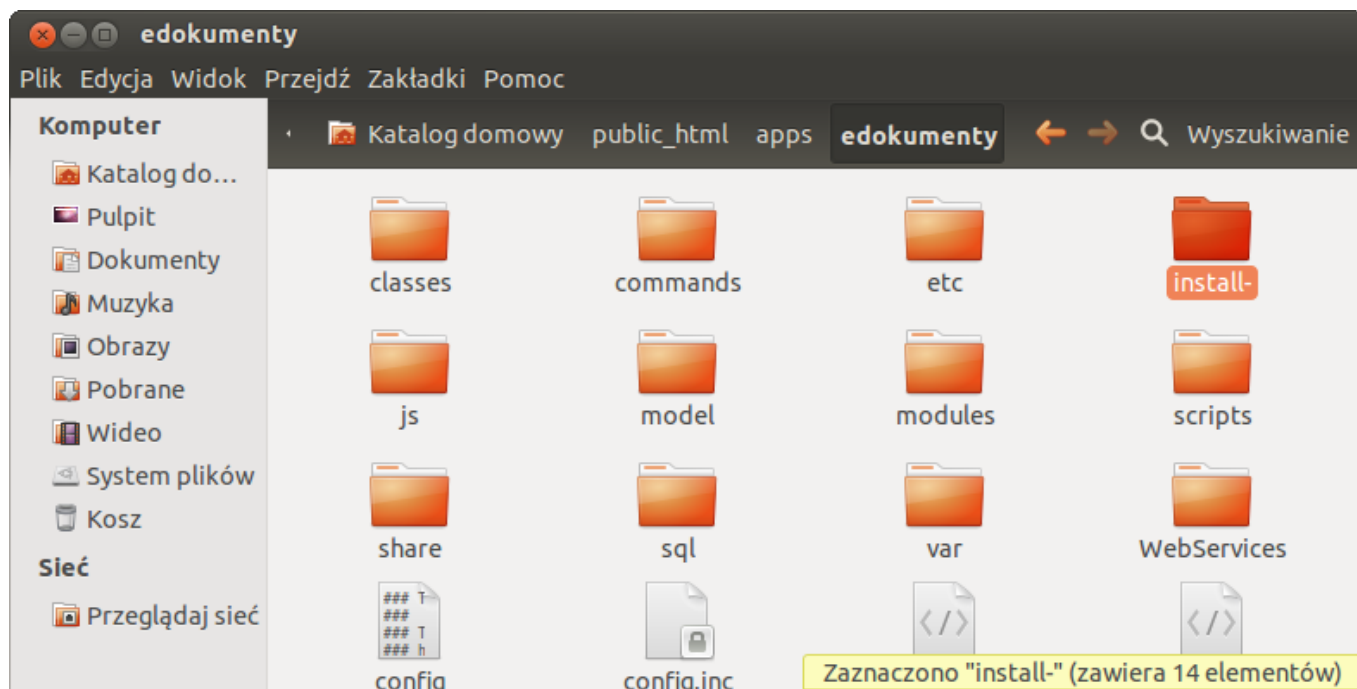 edokumenty
Plik Edycja Widok Przejdź Zakładki Pomoc
Komputer
Katalog do...
Pulpit
Dokumenty
Muzyka
Obrazy
Pobrane
Wideo
System plików
Kosz
Sieć
Przeglądaj sieć
Katalog domowy public_html apps edokumenty Wyszukiwanie
classes commands etc install-
js model modules scripts
share sql var WebServices
### T
###
### T
### h
config config.inc
Zaznaczono "install-" (zawiera 14 elementów)